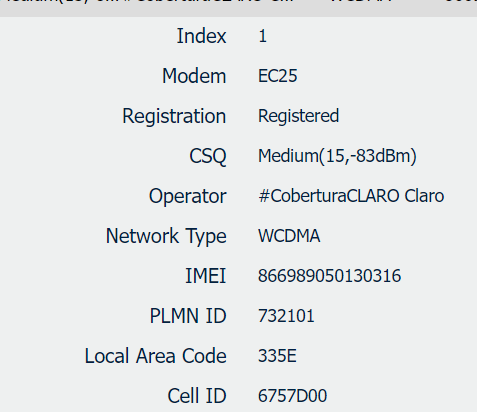 Index 1
Modem EC25
Registration Registered
CSQ Medium(15,-83dBm)
Operator #CoberturaCLARO Claro
Network Type WCDMA
IMEI 866989050130316
PLMN ID 732101
Local Area Code 335E
Cell ID 6757D00